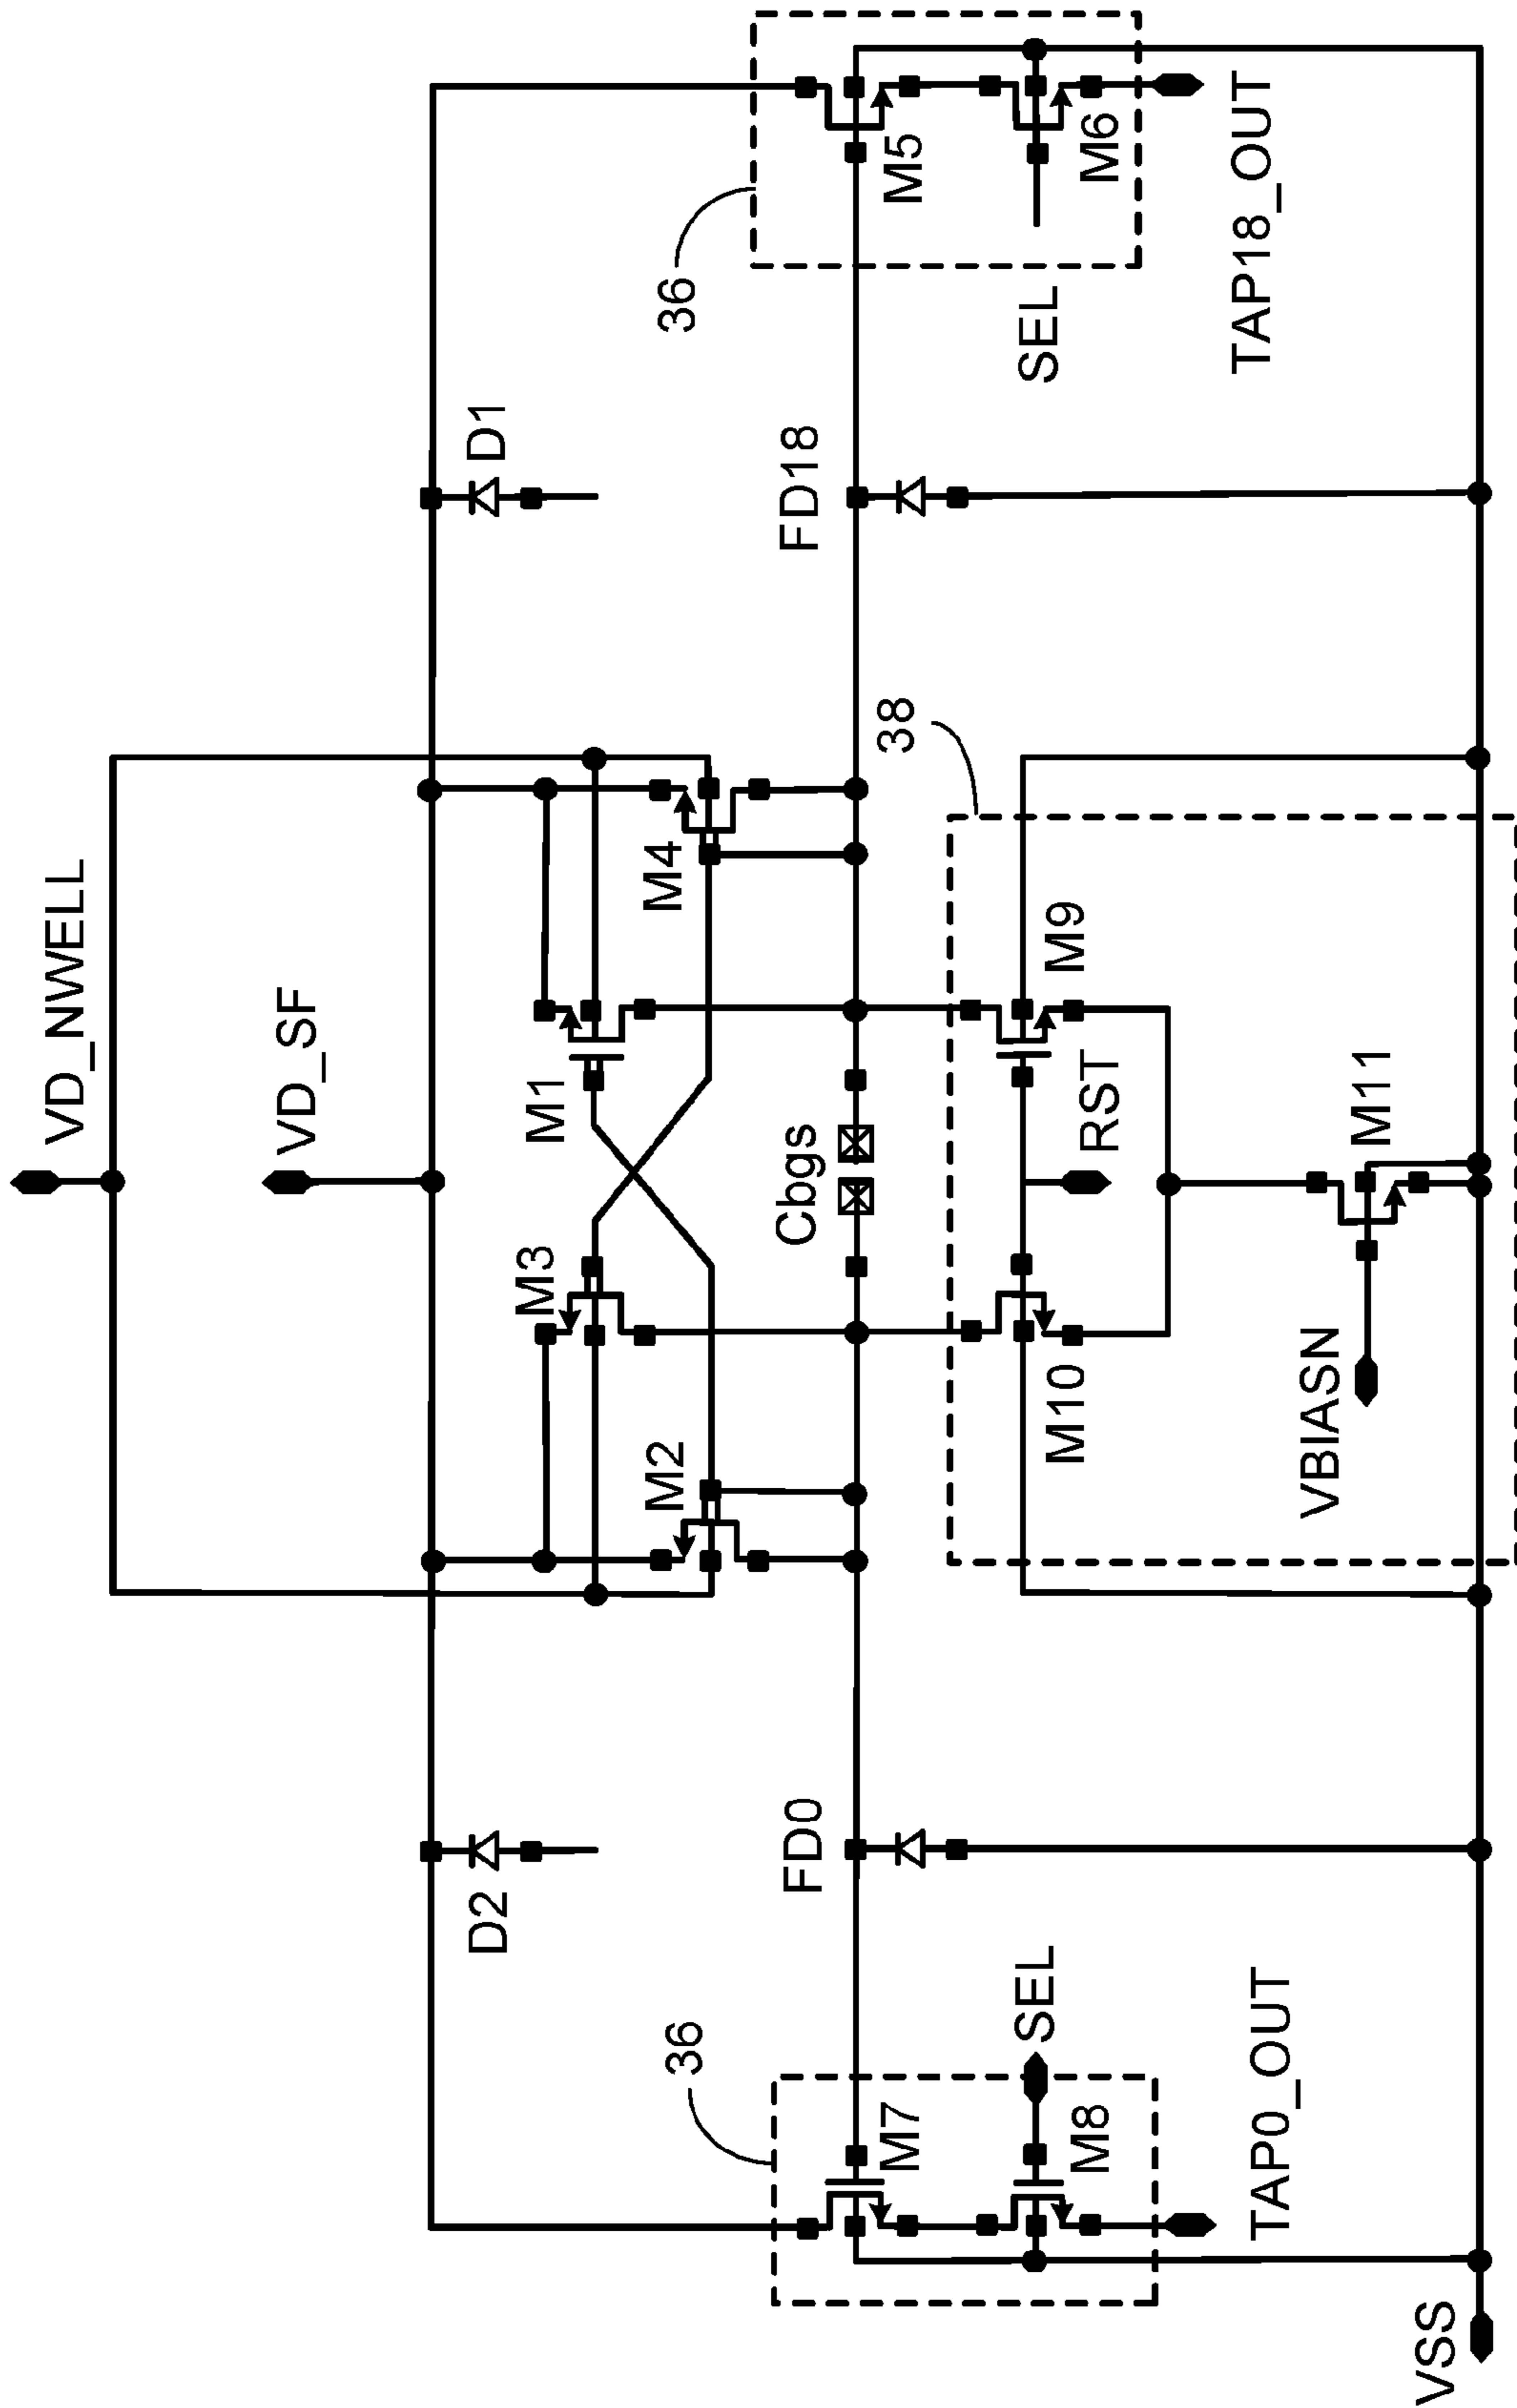 VD_NWELL
VD_SF
D2
M2
M3
M1
M4
D1
36
FD0
Cbgs
38
FD18
36
M7
SEL
M8
TAP0_OUT
M10
RST
M9
VBIASN
M11
M5
SEL
M6
TAP18_OUT
VSS